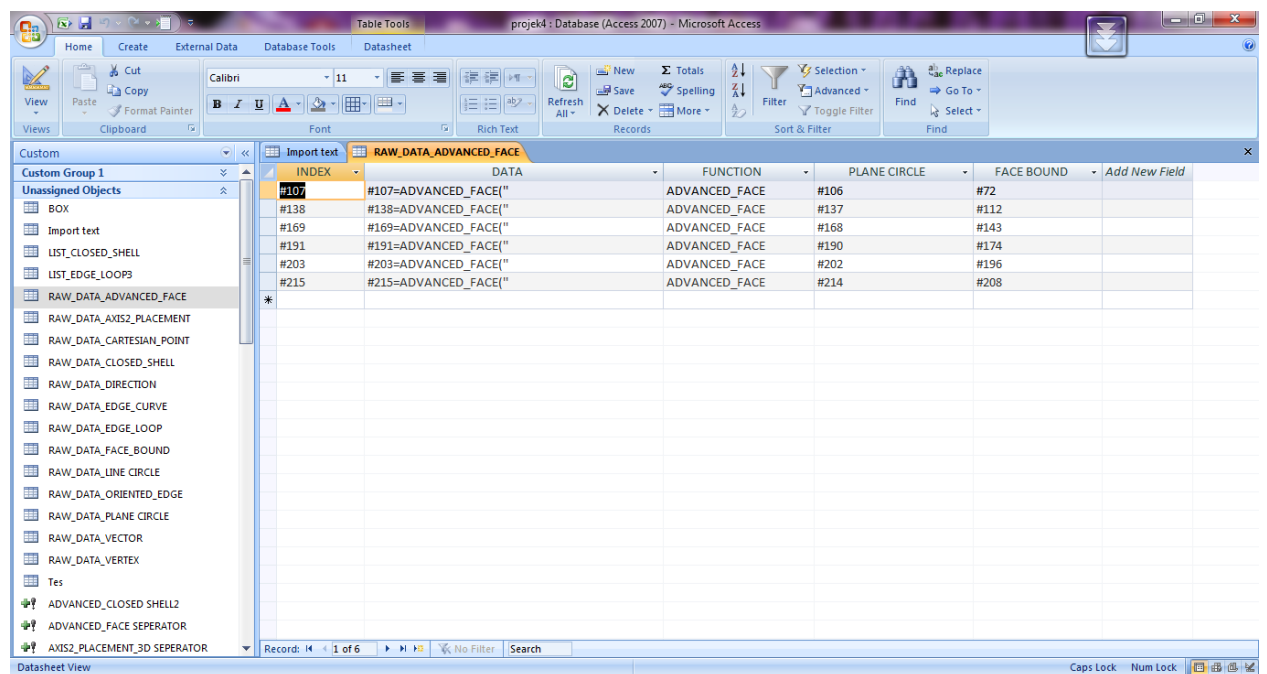 Table Tools projek4 : Database (Access 2007) - Microsoft Access
Home Create External Data Database Tools Datasheet
View Paste Cut Copy Format Painter
Calibri 11
B I U A
Refresh All New Save Delete Σ Totals Spelling More
Filter Selection Advanced Toggle Filter
Find Replace Go To Select
Views Clipboard Font Rich Text Records Sort & Filter Find
Custom «
Custom Group 1
Unassigned Objects
BOX
Import text
LIST_CLOSED_SHELL
LIST_EDGE_LOOP3
RAW_DATA_ADVANCED_FACE
RAW_DATA_AXIS2_PLACEMENT
RAW_DATA_CARTESIAN_POINT
RAW_DATA_CLOSED_SHELL
RAW_DATA_DIRECTION
RAW_DATA_EDGE_CURVE
RAW_DATA_EDGE_LOOP
RAW_DATA_FACE_BOUND
RAW_DATA_LINE CIRCLE
RAW_DATA_ORIENTED_EDGE
RAW_DATA_PLANE CIRCLE
RAW_DATA_VECTOR
RAW_DATA_VERTEX
Tes
ADVANCED_CLOSED SHELL2
ADVANCED_FACE SEPERATOR
AXIS2_PLACEMENT_3D SEPERATOR
Import text RAW_DATA_ADVANCED_FACE
INDEX DATA FUNCTION PLANE CIRCLE FACE BOUND Add New Field
#107 #107=ADVANCED_FACE(" ADVANCED_FACE #106 #72
#138 #138=ADVANCED_FACE(" ADVANCED_FACE #137 #112
#169 #169=ADVANCED_FACE(" ADVANCED_FACE #168 #143
#191 #191=ADVANCED_FACE(" ADVANCED_FACE #190 #174
#203 #203=ADVANCED_FACE(" ADVANCED_FACE #202 #196
#215 #215=ADVANCED_FACE(" ADVANCED_FACE #214 #208
Record: 1 of 6 No Filter Search
Datasheet View Caps Lock Num Lock